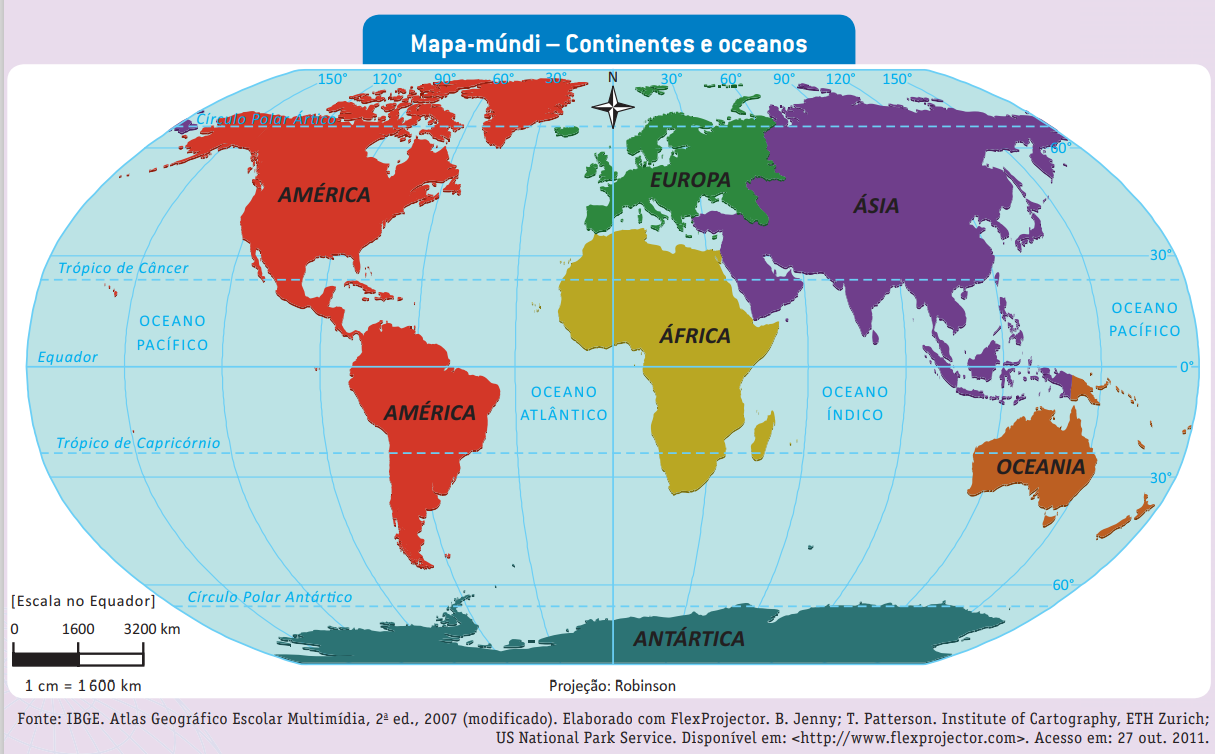 Mapa-múndi – Continentes e oceanos
150° 120° 90° 60° 30° N 30° 60° 90° 120° 150°
Círculo Polar Ártico
60°
AMÉRICA
EUROPA
ÁSIA
30°
Trópico de Câncer
OCEANO
PACÍFICO
OCEANO
PACÍFICO
ÁFRICA
Equador
0°
OCEANO
ATLÂNTICO
OCEANO
ÍNDICO
AMÉRICA
Trópico de Capricórnio
OCEANIA
30°
60°
Círculo Polar Antártico
[Escala no Equador]
0 1600 3200 km
1 cm = 1 600 km
ANTÁRTICA
Projeção: Robinson
Fonte: IBGE. Atlas Geográfico Escolar Multimídia, 2ª ed., 2007 (modificado). Elaborado com FlexProjector. B. Jenny; T. Patterson. Institute of Cartography, ETH Zurich;
US National Park Service. Disponível em: <http://www.flexprojector.com>. Acesso em: 27 out. 2011.